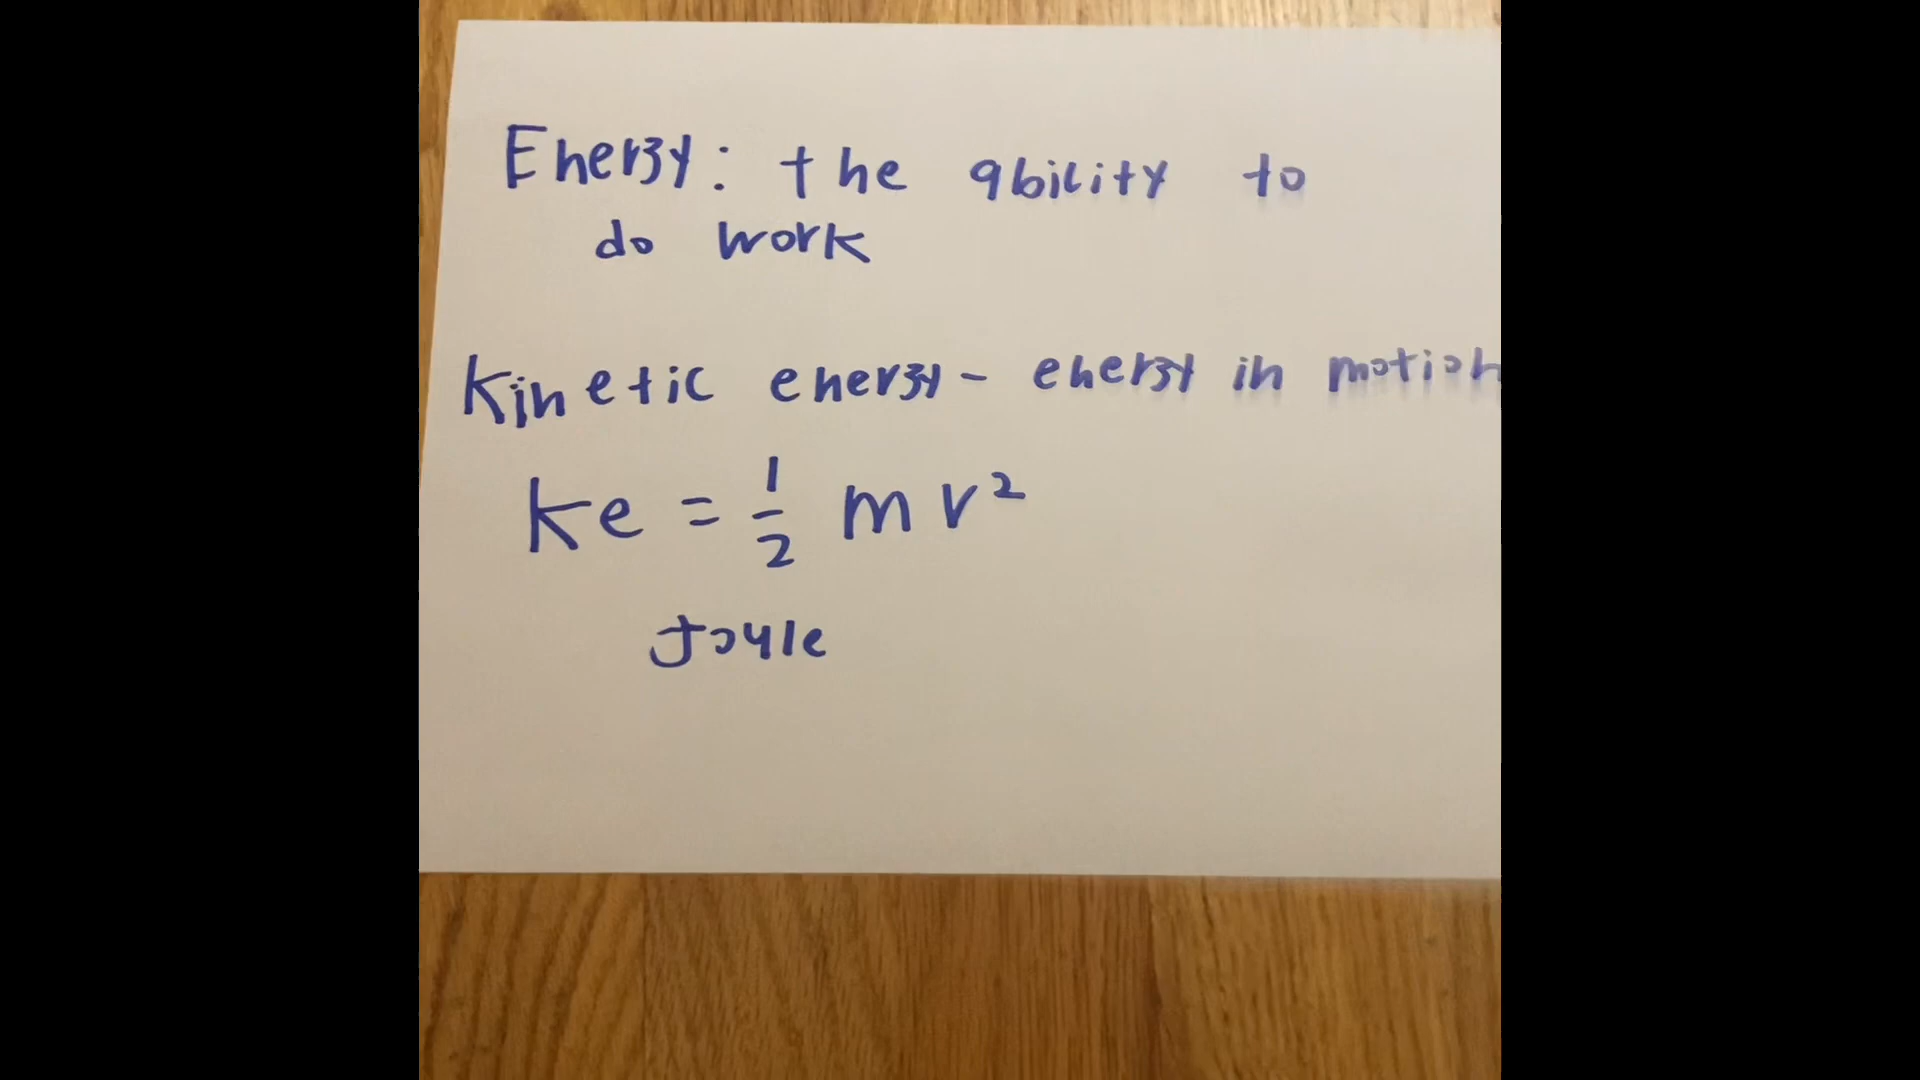 Energy: the ability to
do work
Kinetic energy - energy in motion
Ke = 1/2 mv²
Joule